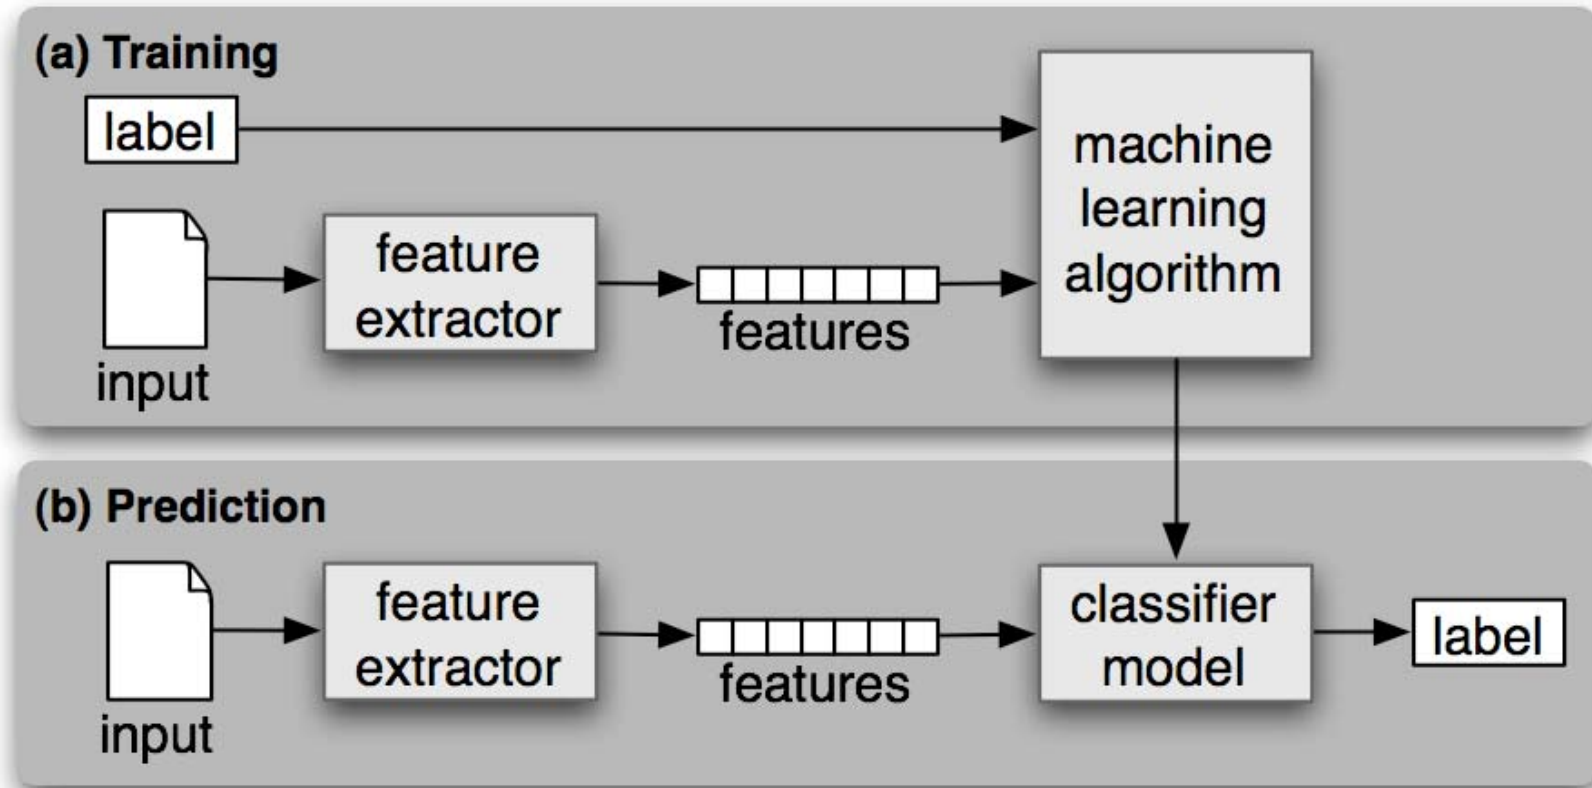 (a) Training
label
machine
learning
algorithm
feature
extractor
features
input
(b) Prediction
feature
extractor
features
classifier
model
label
input